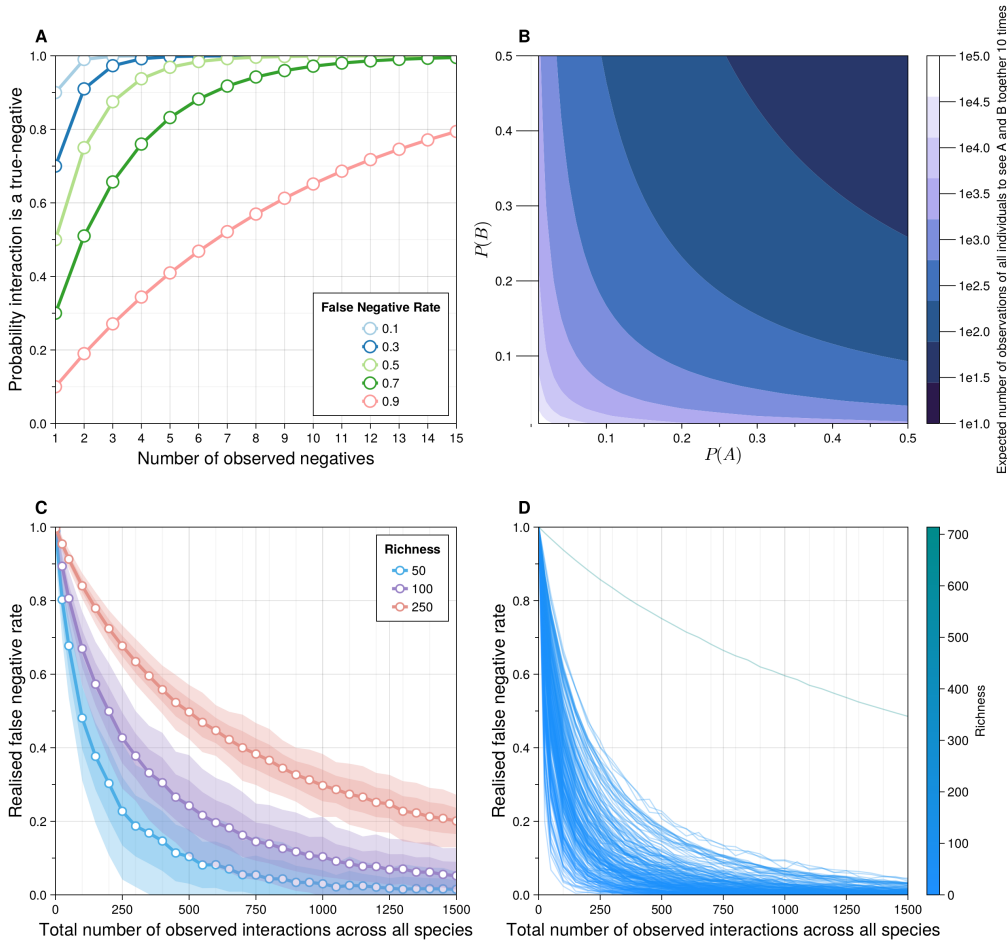 A
1.0
0.8
0.6
0.4
0.2
0.0
Probability interaction is a true-negative
1 2 3 4 5 6 7 8 9 10 11 12 13 14 15
Number of observed negatives
False Negative Rate
0.1
0.3
0.5
0.7
0.9
B
0.5
0.4
0.3
0.2
0.1
P(B)
0.1 0.2 0.3 0.4 0.5
P(A)
1e5.0
1e4.5
1e4.0
1e3.5
1e3.0
1e2.5
1e2.0
1e1.5
1e1.0
Expected number of observations of all individuals to see A and B together 10 times
C
1.0
0.8
0.6
0.4
0.2
0.0
Realised false negative rate
0 250 500 750 1000 1250 1500
Total number of observed interactions across all species
Richness
50
100
250
D
1.0
0.8
0.6
0.4
0.2
0.0
Realised false negative rate
0 250 500 750 1000 1250 1500
Total number of observed interactions across all species
700
600
500
400
300
200
100
0
Richness